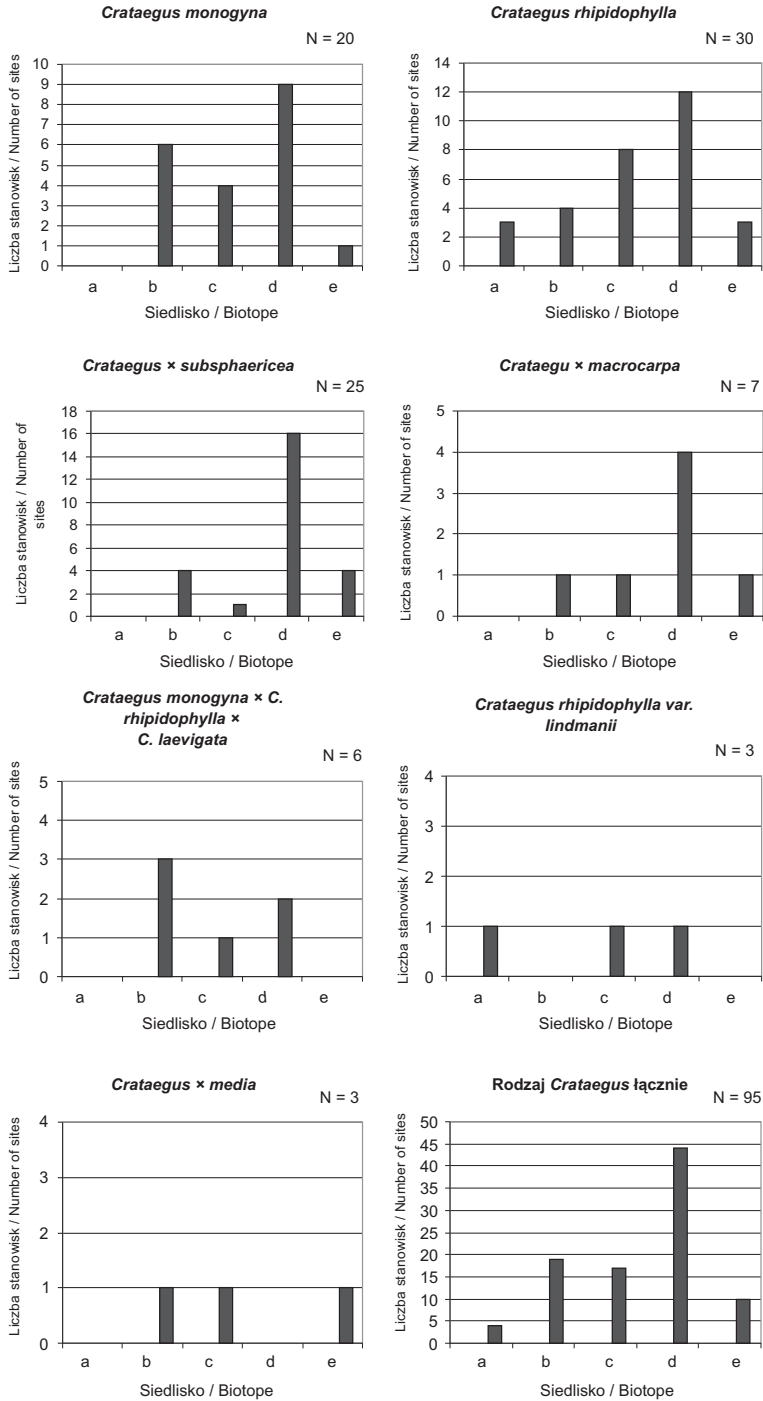 Crataegus monogyna
N = 20
Liczba stanowisk / Number of sites
10
9
8
7
6
5
4
3
2
1
0
a b c d e
Siedlisko / Biotope
Crataegus rhipidophylla
N = 30
Liczba stanowisk / Number of sites
14
12
10
8
6
4
2
0
a b c d e
Siedlisko / Biotope
Crataegus × subsphaericea
N = 25
Liczba stanowisk / Number of
sites
18
16
14
12
10
8
6
4
2
0
a b c d e
Siedlisko / Biotope
Crataegu × macrocarpa
N = 7
Liczba stanowisk / Number of sites
5
4
3
2
1
0
a b c d e
Siedlisko / Biotope
Crataegus monogyna × C.
rhipidophylla ×
C. laevigata
N = 6
Liczba stanowisk / Number of sites
5
4
3
2
1
0
a b c d e
Siedlisko / Biotope
Crataegus rhipidophylla var.
lindmanii
N = 3
Liczba stanowisk / Number of sites
4
3
2
1
0
a b c d e
Siedlisko / Biotope
Crataegus × media
N = 3
Liczba stanowisk / Number of sites
4
3
2
1
0
a b c d e
Siedlisko / Biotope
Rodzaj Crataegus łącznie
N = 95
Liczba stanowisk / Number of sites
50
45
40
35
30
25
20
15
10
5
0
a b c d e
Siedlisko / Biotope